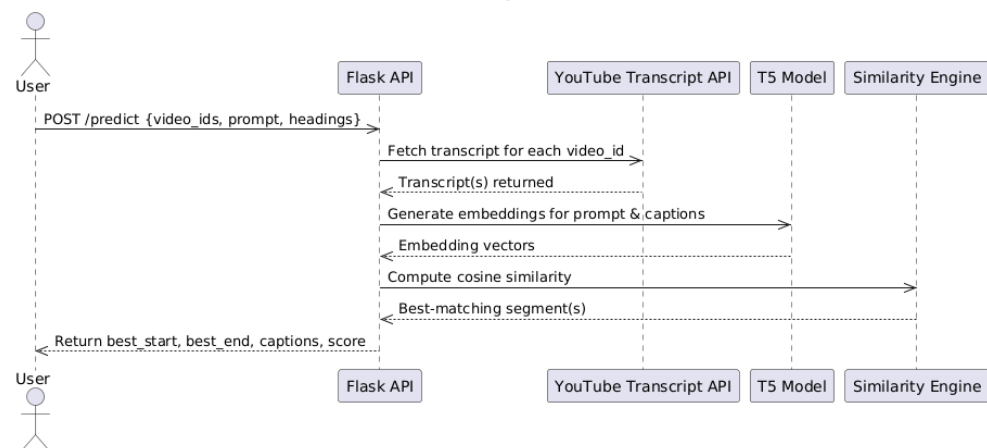 User
Flask API
YouTube Transcript API
T5 Model
Similarity Engine
POST /predict {video_ids, prompt, headings}
Fetch transcript for each video_id
Transcript(s) returned
Generate embeddings for prompt & captions
Embedding vectors
Compute cosine similarity
Best-matching segment(s)
Return best_start, best_end, captions, score
User
Flask API
YouTube Transcript API
T5 Model
Similarity Engine